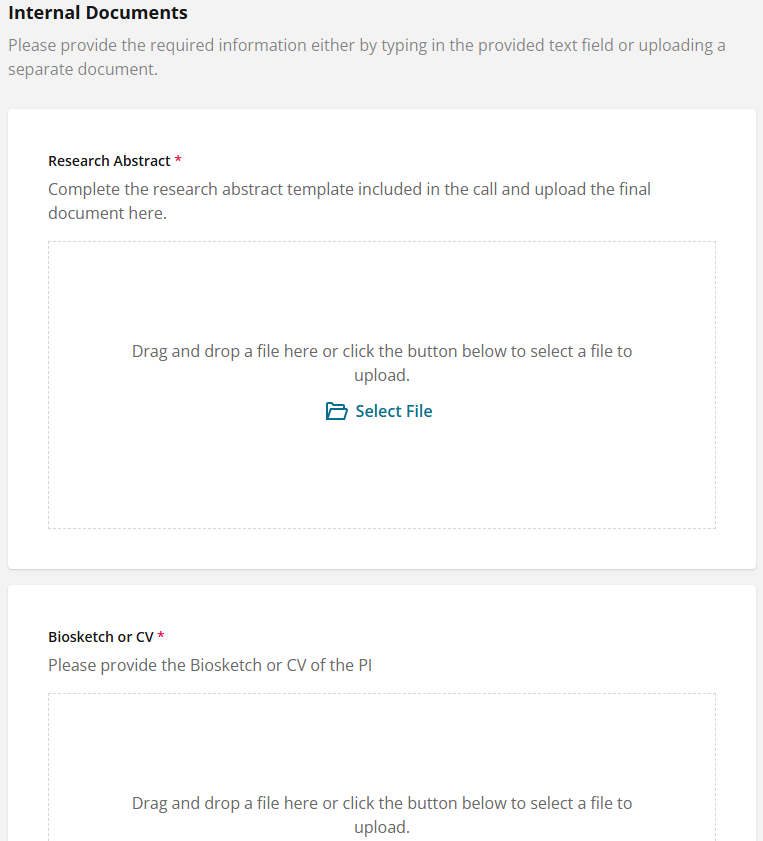 Internal Documents
Please provide the required information either by typing in the provided text field or uploading a
separate document.
Research Abstract *
Complete the research abstract template included in the call and upload the final
document here.
Drag and drop a file here or click the button below to select a file to
upload.
Select File
Biosketch or CV *
Please provide the Biosketch or CV of the PI
Drag and drop a file here or click the button below to select a file to
upload.